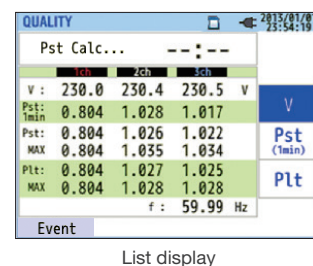 QUALITY 2013/01/0
23:54:19
Pst Calc... --:--
1ch 2ch 3ch
V : 230.0 230.4 230.5 V
Pst: 1min 0.804 1.028 1.017
Pst: 0.804 1.026 1.022
MAX 0.804 1.035 1.034
Plt: 0.804 1.027 1.025
MAX 0.804 1.028 1.028
f : 59.99 Hz
V
Pst
(1min)
Plt
Event
List display